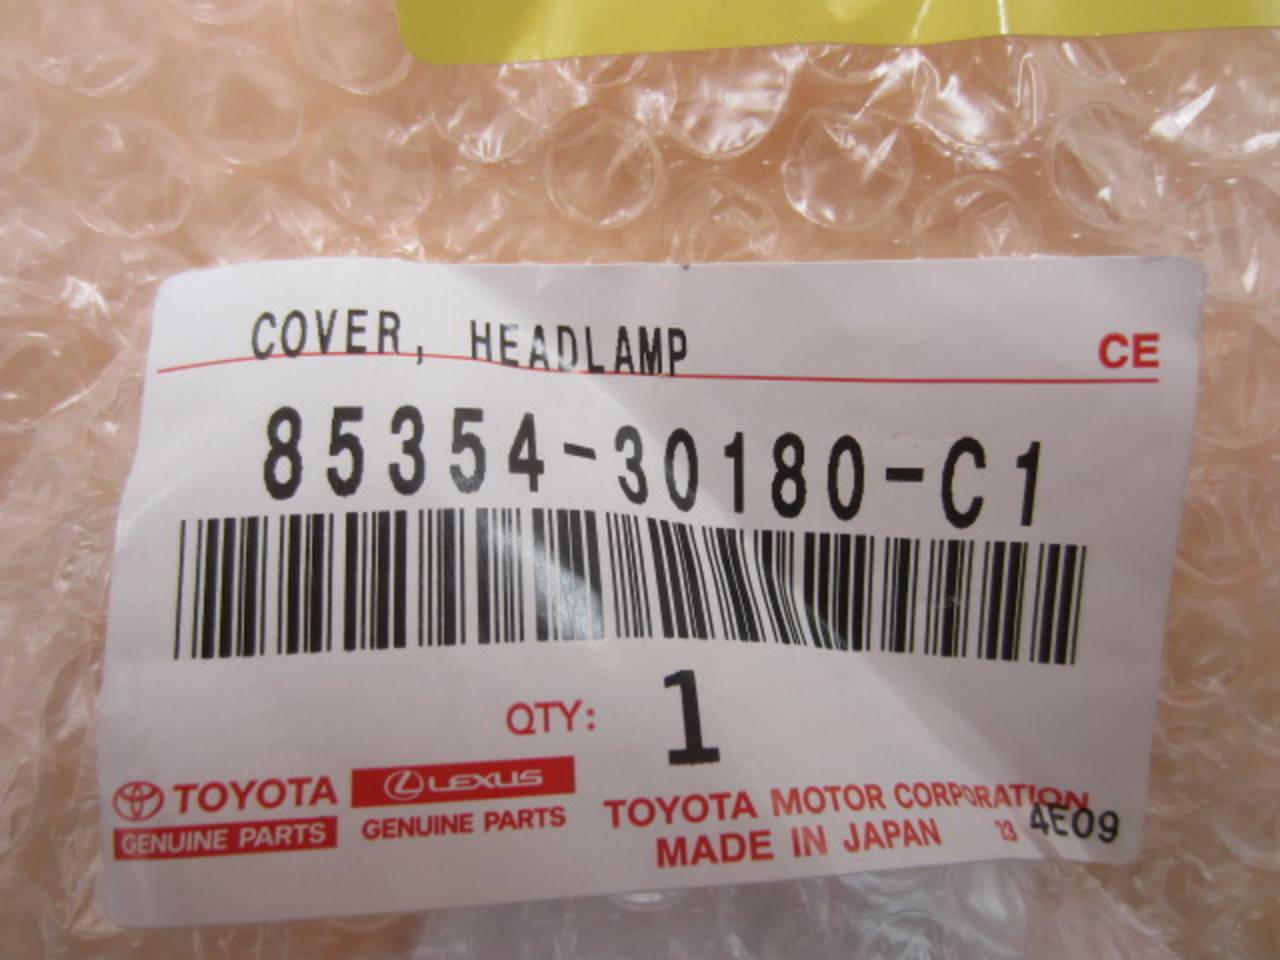 COVER, HEADLAMP
CE
85354-30180-C1
QTY: 1
TOYOTA
GENUINE PARTS
LEXUS
GENUINE PARTS
TOYOTA MOTOR CORPORATION
MADE IN JAPAN 23 4E09